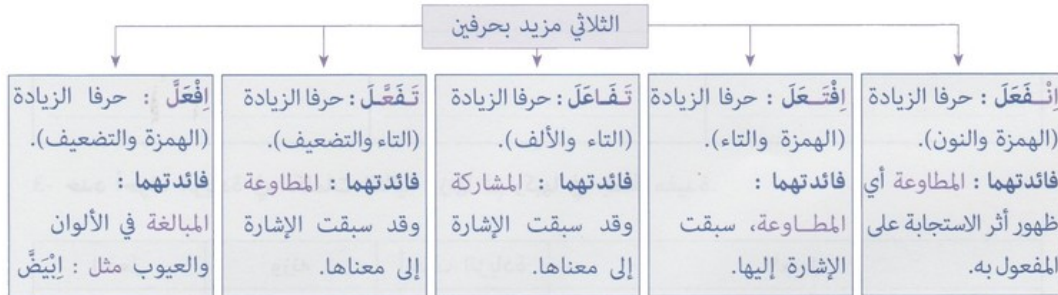 الثلاثي مزيد بحرفين
اِنْـفَعَلَ : حرفا الزيادة
(الهمزة والنون).
فائدتهما : المطاوعة أي
ظهور أثر الاستجابة على
المفعول به.
اِفْتَـعَلَ : حرفا الزيادة
(الهمزة والتاء).
فائدتهما :
المطـاوعة، سبقت
الإشارة إليها.
تَـفَـاعَلَ : حرفا الزيادة
(التاء والألف).
فائدتهما : المشاركة
وقد سبقت الإشارة
إلى معناها.
تَـفَعَّـلَ : حرفا الزيادة
(التاء والتضعيف).
فائدتهما : المطاوعة
وقد سبقت الإشارة
إلى معناها.
اِفْعَلَّ : حرفا الزيادة
(الهمزة والتضعيف).
فائدتهما :
المبالغة في الألوان
والعيوب مثل : اِبْيَضَّ